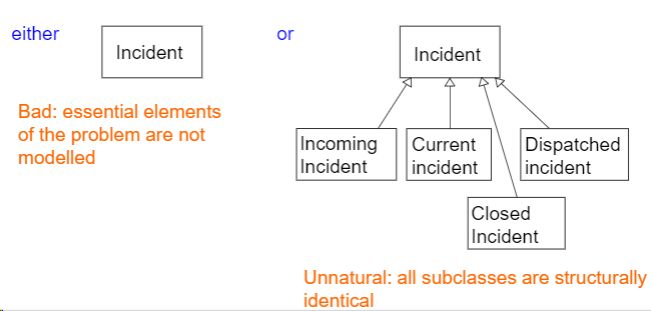 either
Incident
Bad: essential elements
of the problem are not
modelled
or
Incident
Incoming
Incident
Current
incident
Dispatched
incident
Closed
Incident
Unnatural: all subclasses are structurally
identical